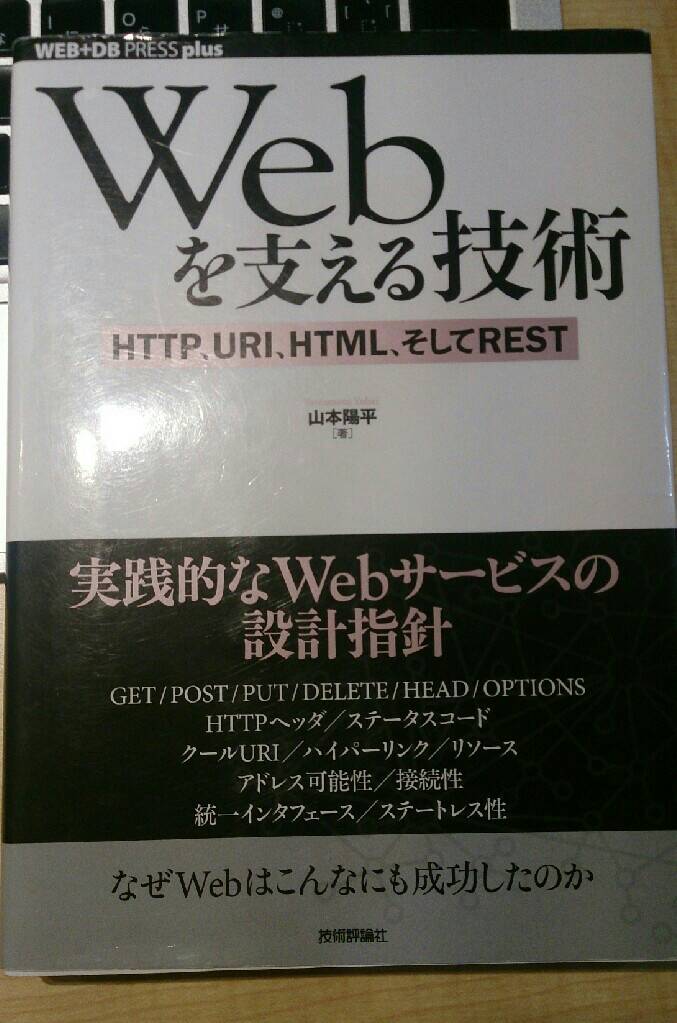 WEB+DB PRESS plus
Web
を支える技術
HTTP、URI、HTML、そしてREST
山本陽平
[著]
実践的なWebサービスの
設計指針
GET/POST/PUT/DELETE/HEAD/OPTIONS
HTTPヘッダ/ステータスコード
クールURI/ハイパーリンク/リソース
アドレス可能性/接続性
統一インタフェース/ステートレス性
なぜWebはこんなにも成功したのか
技術評論社